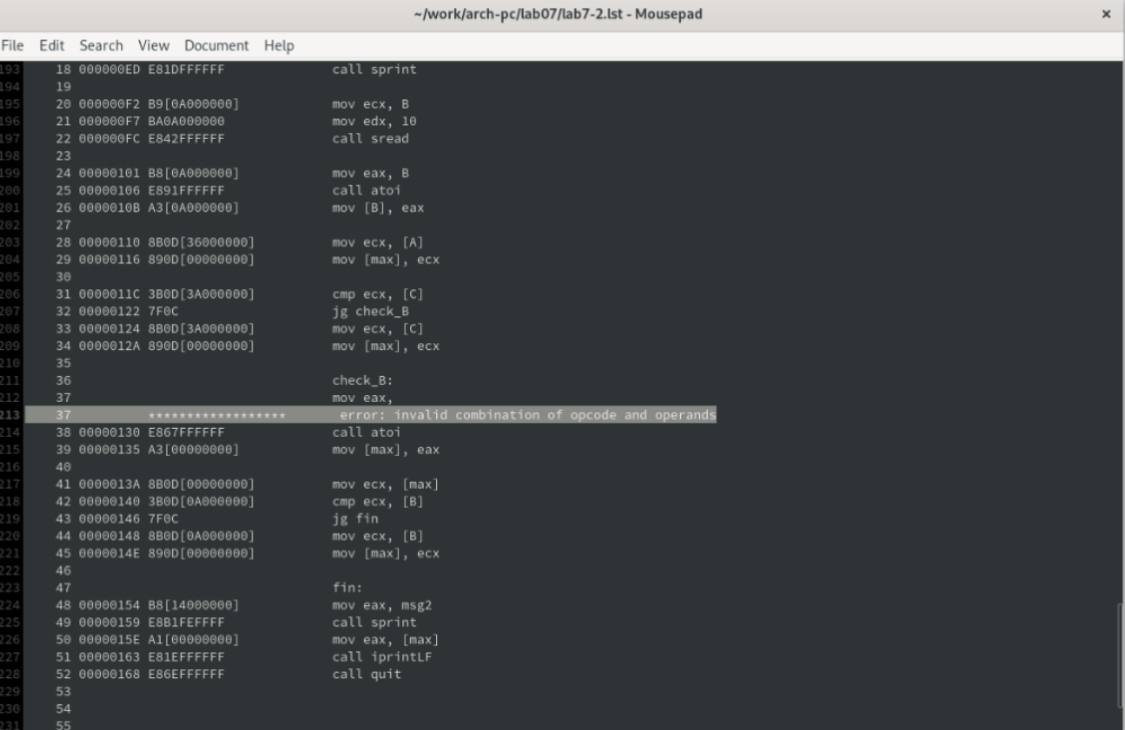 ~/work/arch-pc/lab07/lab7-2.lst - Mousepad ×
File Edit Search View Document Help
193 18 000000ED E81DFFFFFF call sprint
194 19
195 20 000000F2 B9[0A000000] mov ecx, B
196 21 000000F7 BA0A000000 mov edx, 10
197 22 000000FC E842FFFFFF call sread
198 23
199 24 00000101 B8[0A000000] mov eax, B
200 25 00000106 E891FFFFFF call atoi
201 26 0000010B A3[0A000000] mov [B], eax
202 27
203 28 00000110 8B0D[36000000] mov ecx, [A]
204 29 00000116 890D[00000000] mov [max], ecx
205 30
206 31 0000011C 3B0D[3A000000] cmp ecx, [C]
207 32 00000122 7F0C jg check_B
208 33 00000124 8B0D[3A000000] mov ecx, [C]
209 34 0000012A 890D[00000000] mov [max], ecx
210 35
211 36 check_B:
212 37 mov eax,
213 37 ****************** error: invalid combination of opcode and operands
214 38 00000130 E867FFFFFF call atoi
215 39 00000135 A3[00000000] mov [max], eax
216 40
217 41 0000013A 8B0D[00000000] mov ecx, [max]
218 42 00000140 3B0D[0A000000] cmp ecx, [B]
219 43 00000146 7F0C jg fin
220 44 00000148 8B0D[0A000000] mov ecx, [B]
221 45 0000014E 890D[00000000] mov [max], ecx
222 46
223 47 fin:
224 48 00000154 B8[14000000] mov eax, msg2
225 49 00000159 E8B1FEFFFF call sprint
226 50 0000015E A1[00000000] mov eax, [max]
227 51 00000163 E81EFFFFFF call iprintLF
228 52 00000168 E86EFFFFFF call quit
229 53
230 54
231 55